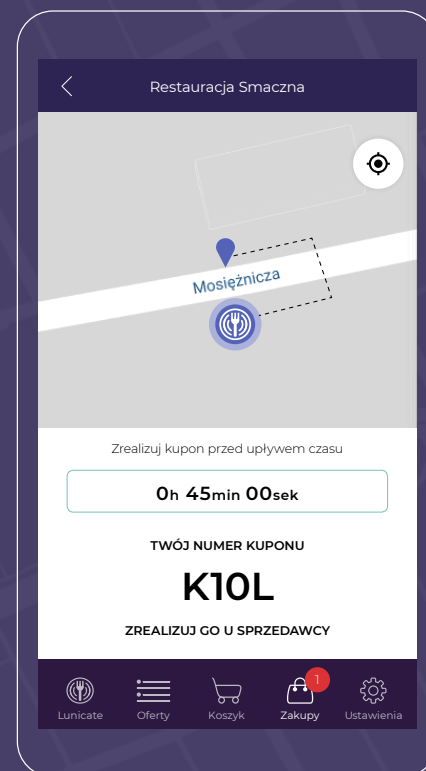 Restauracja Smaczna
Mosiężnicza
Zrealizuj kupon przed upływem czasu
0h 45min 00sek
TWÓJ NUMER KUPONU
K10L
ZREALIZUJ GO U SPRZEDAWCY
1
Lunicate Oferty Koszyk Zakupy Ustawienia